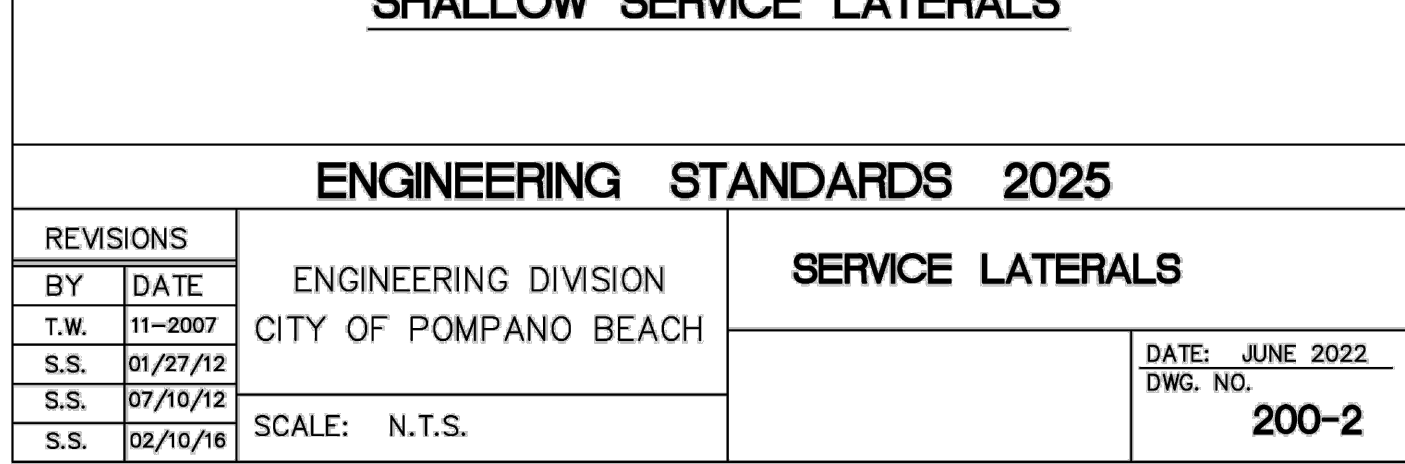 SHALLOW SERVICE LATERALS
ENGINEERING STANDARDS 2025
REVISIONS
BY DATE
T.W. 11-2007
S.S. 01/27/12
S.S. 07/10/12
S.S. 02/10/16
ENGINEERING DIVISION
CITY OF POMPANO BEACH
SCALE: N.T.S.
SERVICE LATERALS
DATE: JUNE 2022
DWG. NO.
200-2